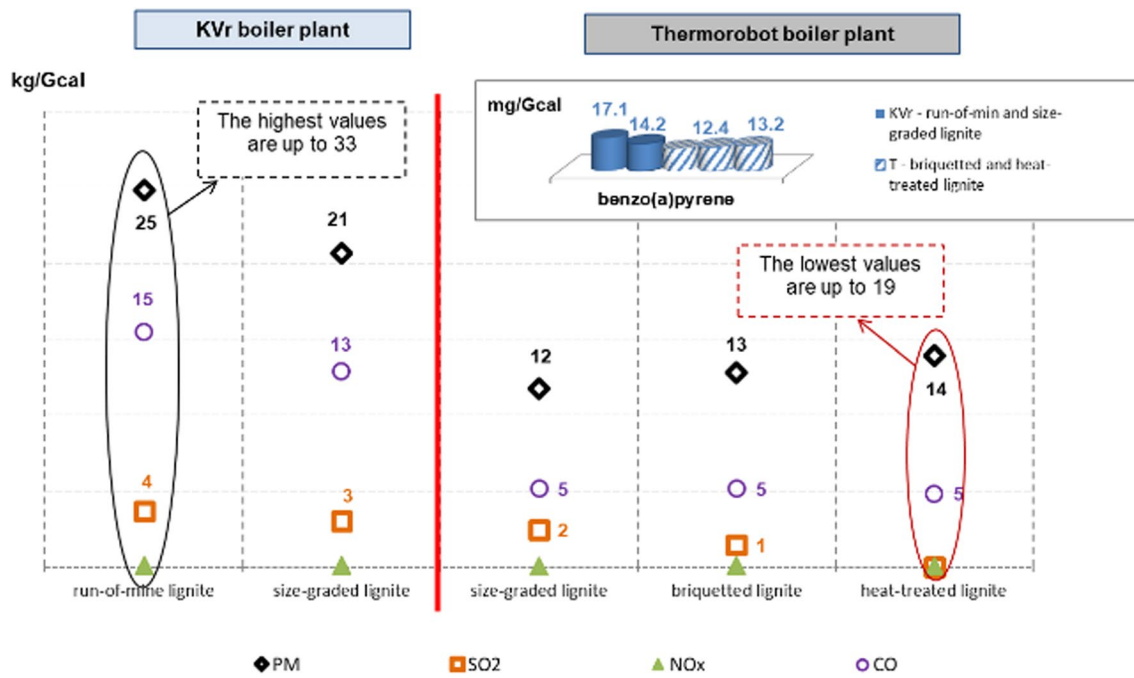 KVr boiler plant
Thermorobot boiler plant
kg/Gcal
The highest values
are up to 33
mg/Gcal
17.1
14.2
12.4
13.2
benzo(a)pyrene
KVr - run-of-min and size-
graded lignite
T - briquetted and heat-
treated lignite
25
21
15
13
4
3
The lowest values
are up to 19
12
13
14
5
5
5
2
1
run-of-mine lignite
size-graded lignite
size-graded lignite
briquetted lignite
heat-treated lignite
PM
SO2
NOx
CO